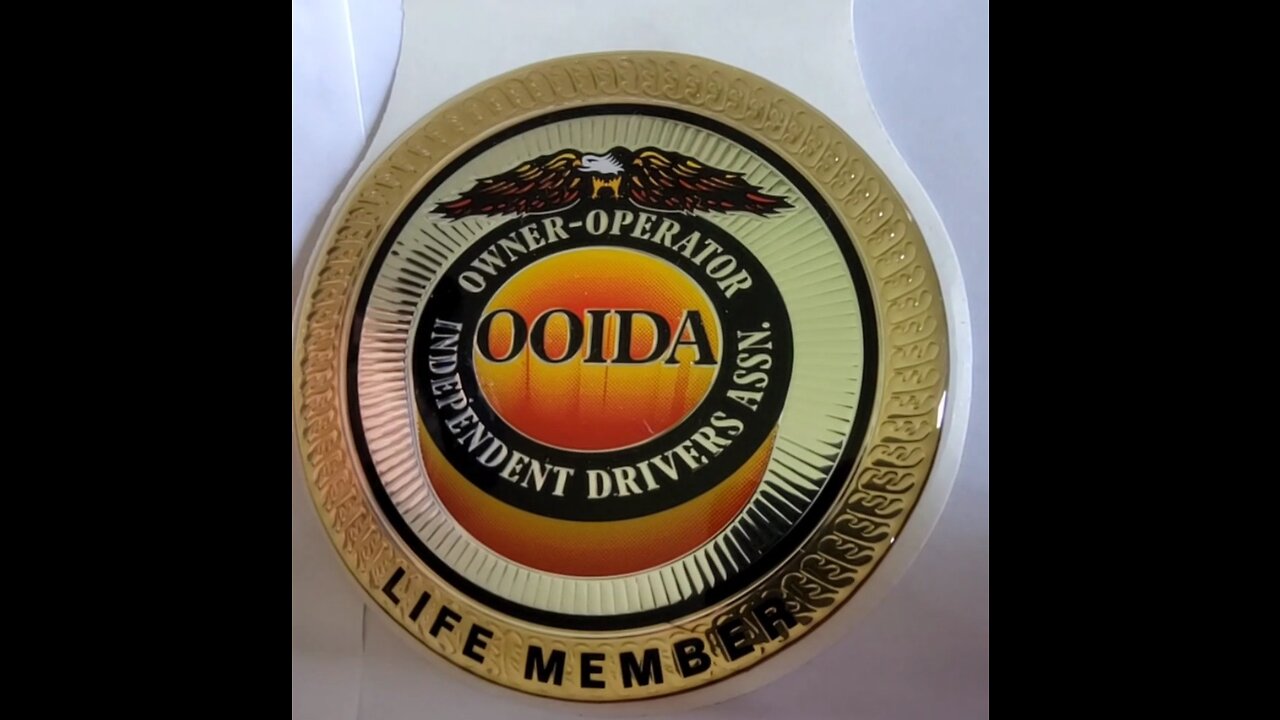 OWNER-OPERATOR
OOIDA
INDEPENDENT DRIVERS ASSN.
LIFE MEMBER